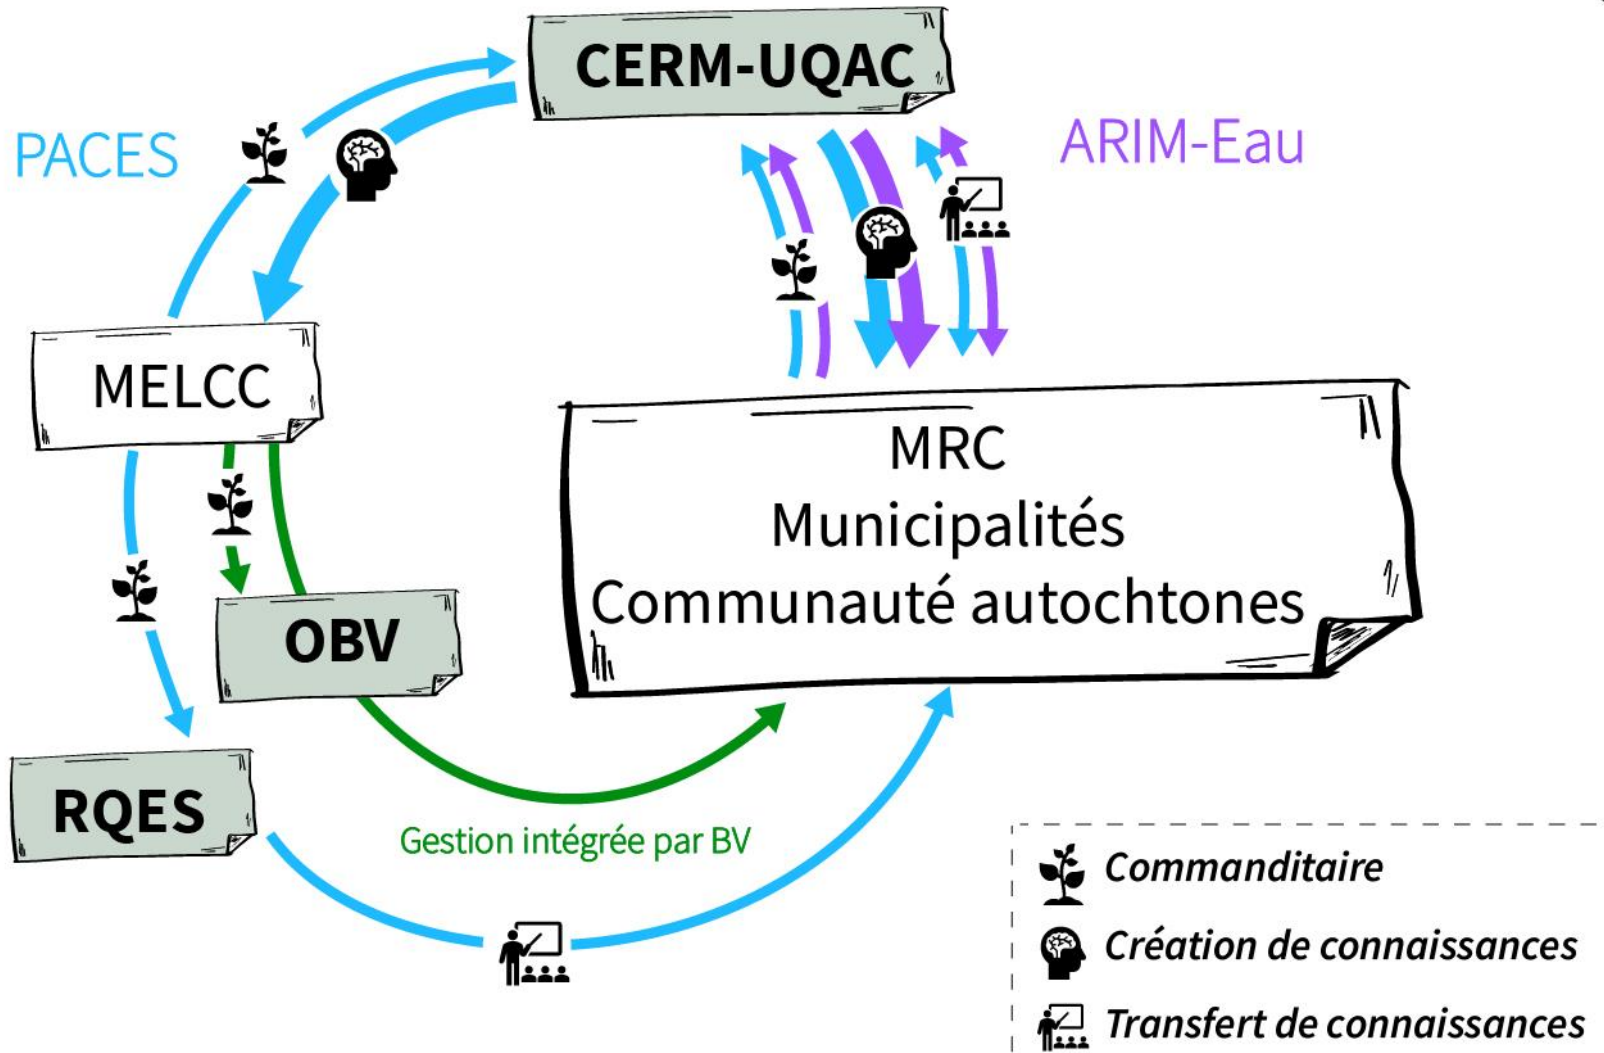 CERM-UQAC
PACES
ARIM-Eau
MELCC
MRC
Municipalités
Communauté autochtones
OBV
RQES
Gestion intégrée par BV
Commanditaire
Création de connaissances
Transfert de connaissances